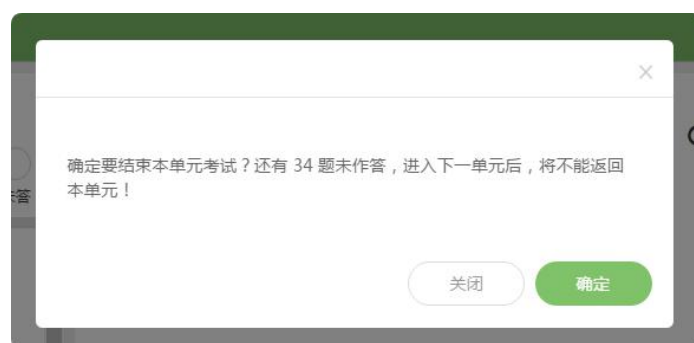 确定要结束本单元考试？还有 34 题未作答，进入下一单元后，将不能返回
本单元！
答
关闭
确定